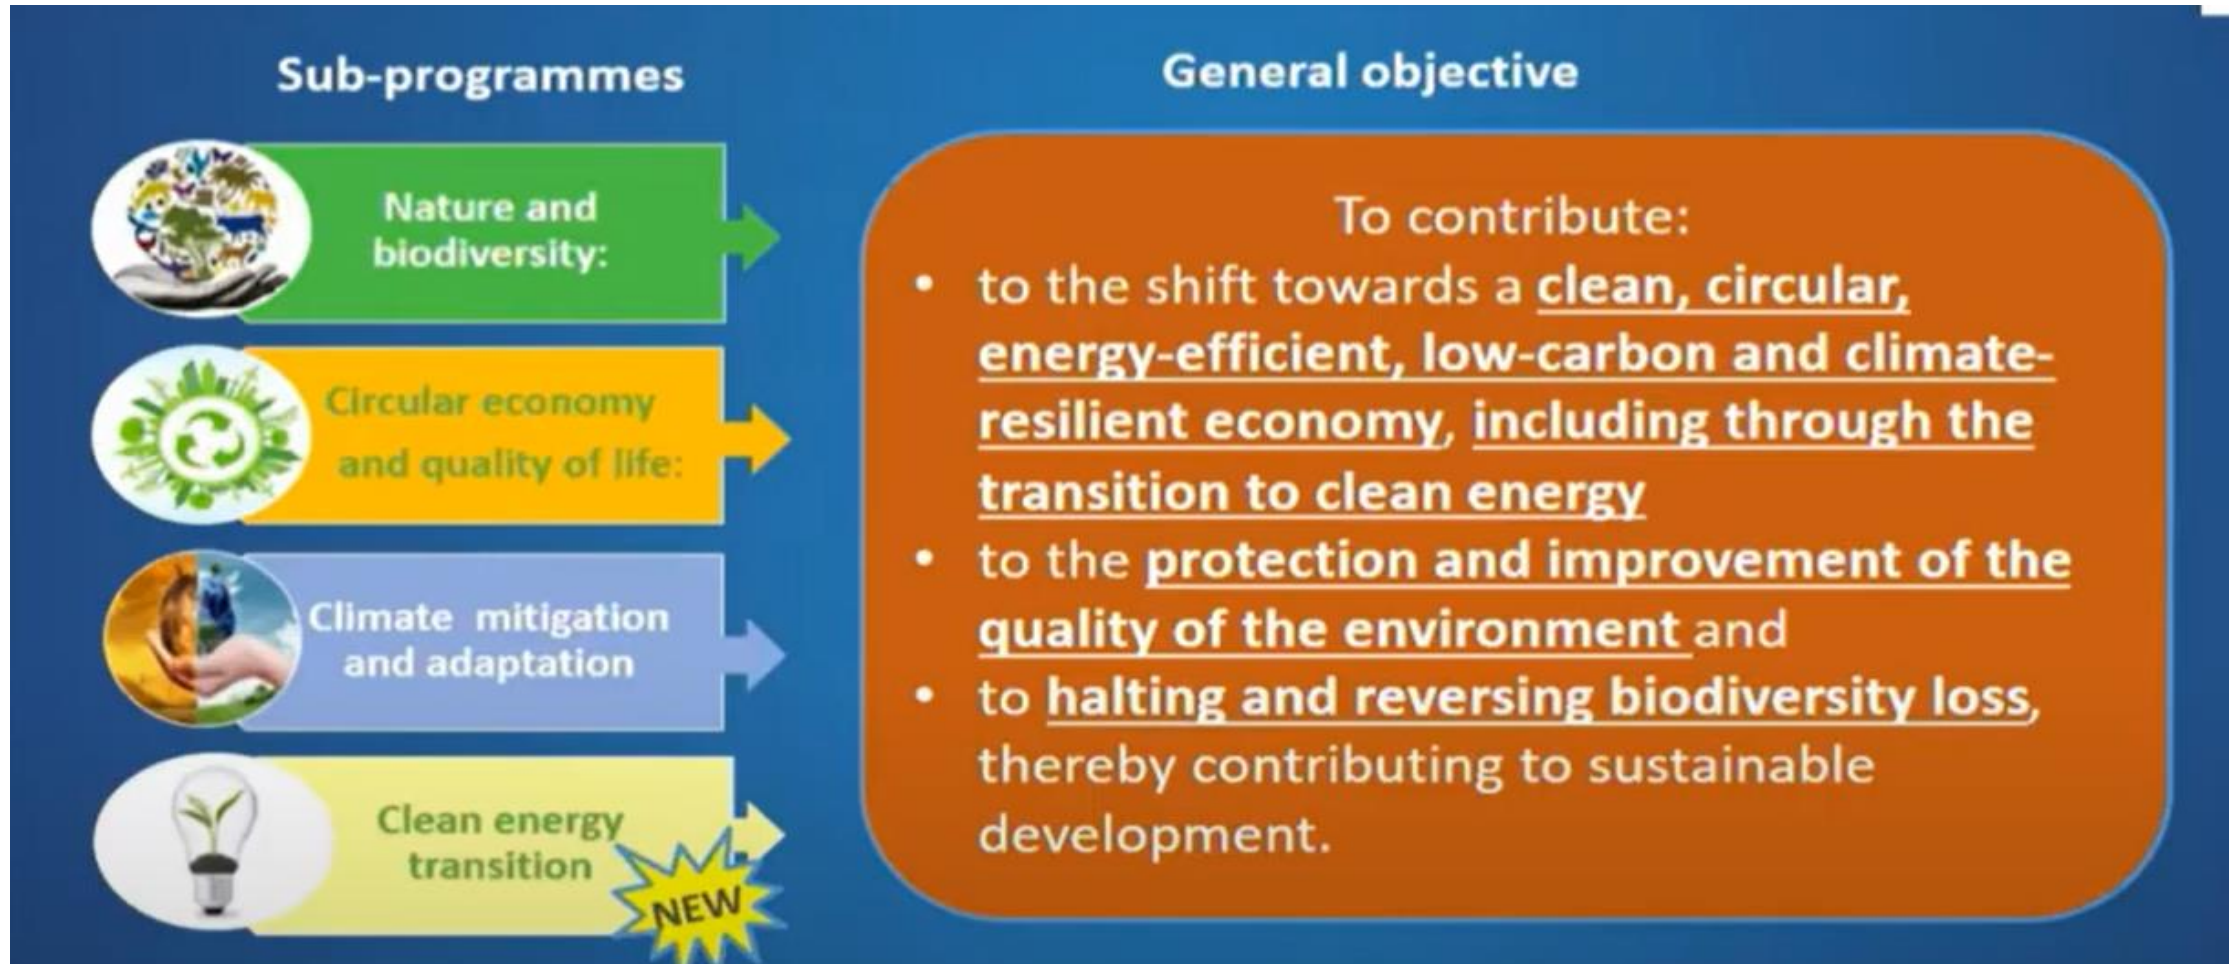 Sub-programmes
Nature and
biodiversity:
Circular economy
and quality of life:
Climate mitigation
and adaptation
Clean energy
transition
NEW
General objective
To contribute:
• to the shift towards a clean, circular,
energy-efficient, low-carbon and climate-
resilient economy, including through the
transition to clean energy
• to the protection and improvement of the
quality of the environment and
• to halting and reversing biodiversity loss,
thereby contributing to sustainable
development.